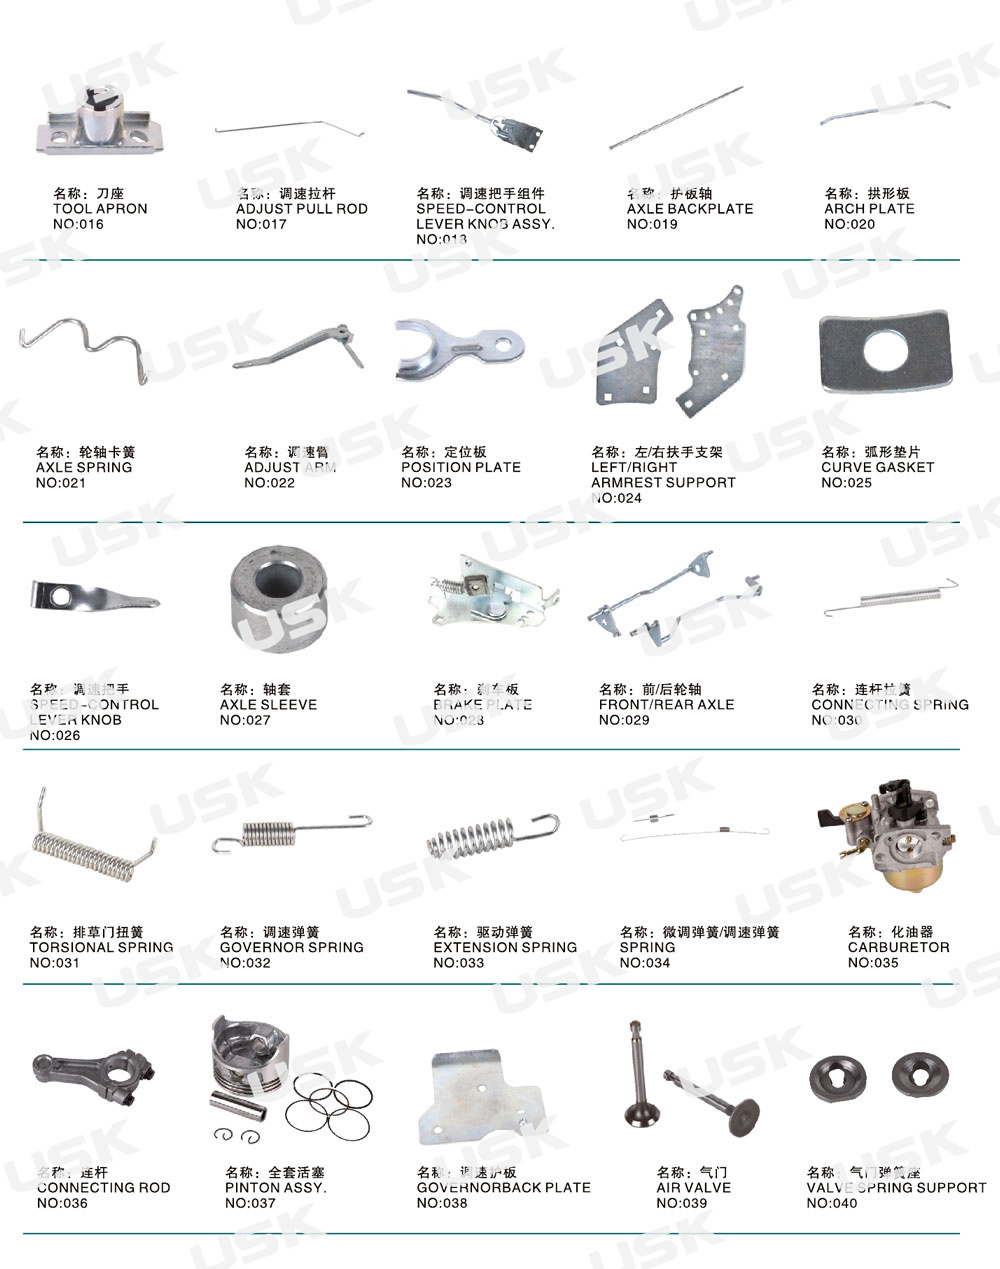 名称：刀座
TOOL APRON
NO:016
名称：调速拉杆
ADJUST PULL ROD
NO:017
名称：调速把手组件
SPEED-CONTROL
LEVER KNOB ASSY.
NO:018
名称：护板轴
AXLE BACKPLATE
NO:019
名称：拱形板
ARCH PLATE
NO:020
名称：轮轴卡簧
AXLE SPRING
NO:021
名称：调速臂
ADJUST ARM
NO:022
名称：定位板
POSITION PLATE
NO:023
名称：左/右扶手支架
LEFT/RIGHT
ARMREST SUPPORT
NO:024
名称：弧形垫片
CURVE GASKET
NO:025
名称：调速把手
SPEED-CONTROL
LEVER KNOB
NO:026
名称：轴套
AXLE SLEEVE
NO:027
名称：刹车板
BRAKE PLATE
NO:028
名称：前/后轮轴
FRONT/REAR AXLE
NO:029
名称：连杆拉簧
CONNECTING SPRING
NO:030
名称：排草门扭簧
TORSIONAL SPRING
NO:031
名称：调速弹簧
GOVERNOR SPRING
NO:032
名称：驱动弹簧
EXTENSION SPRING
NO:033
名称：微调弹簧/调速弹簧
SPRING
NO:034
名称：化油器
CARBURETOR
NO:035
名称：连杆
CONNECTING ROD
NO:036
名称：全套活塞
PINTON ASSY.
NO:037
名称：调速护板
GOVERNORBACK PLATE
NO:038
名称：气门
AIR VALVE
NO:039
名称：气门弹簧座
VALVE SPRING SUPPORT
NO:040
USK